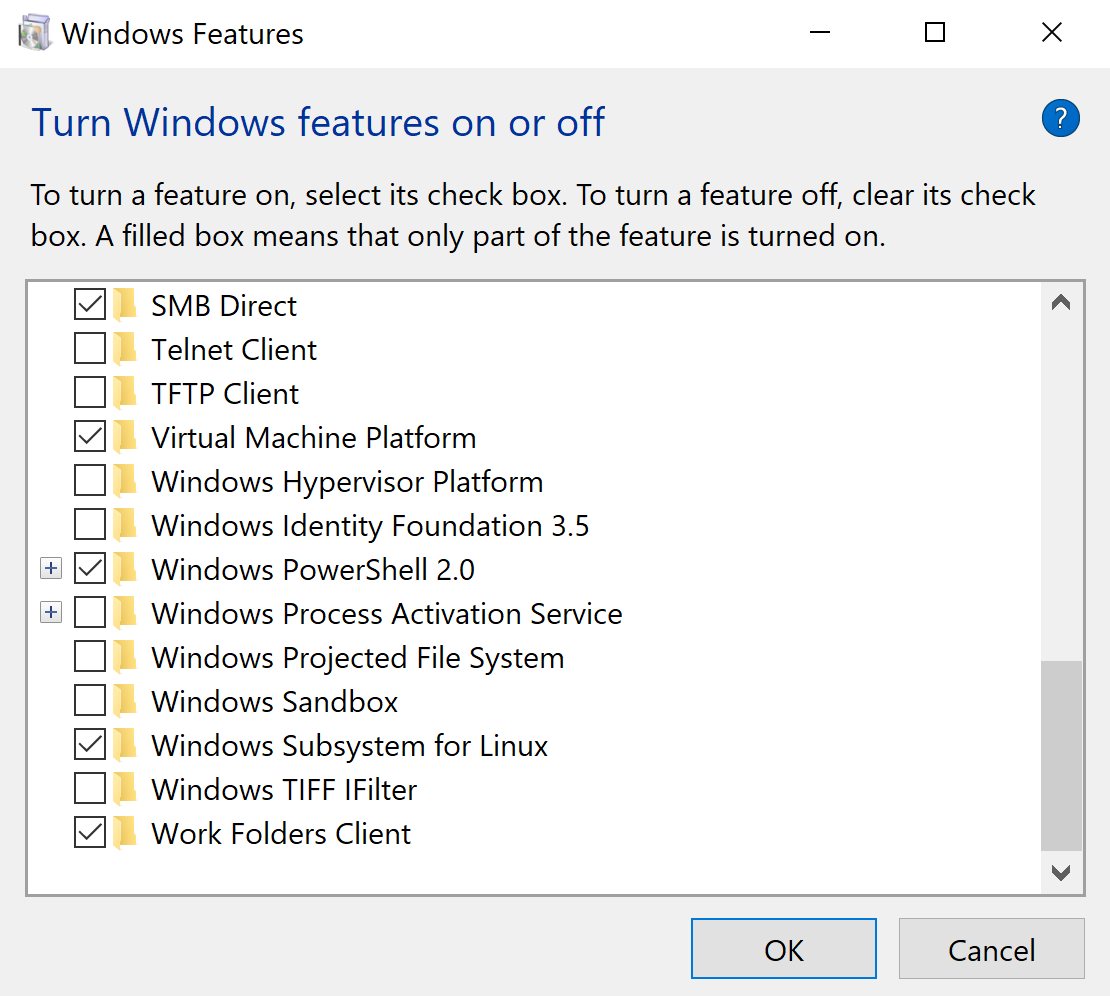 Windows Features
Turn Windows features on or off
?
To turn a feature on, select its check box. To turn a feature off, clear its check
box. A filled box means that only part of the feature is turned on.
SMB Direct
Telnet Client
TFTP Client
Virtual Machine Platform
Windows Hypervisor Platform
Windows Identity Foundation 3.5
Windows PowerShell 2.0
Windows Process Activation Service
Windows Projected File System
Windows Sandbox
Windows Subsystem for Linux
Windows TIFF IFilter
Work Folders Client
OK
Cancel